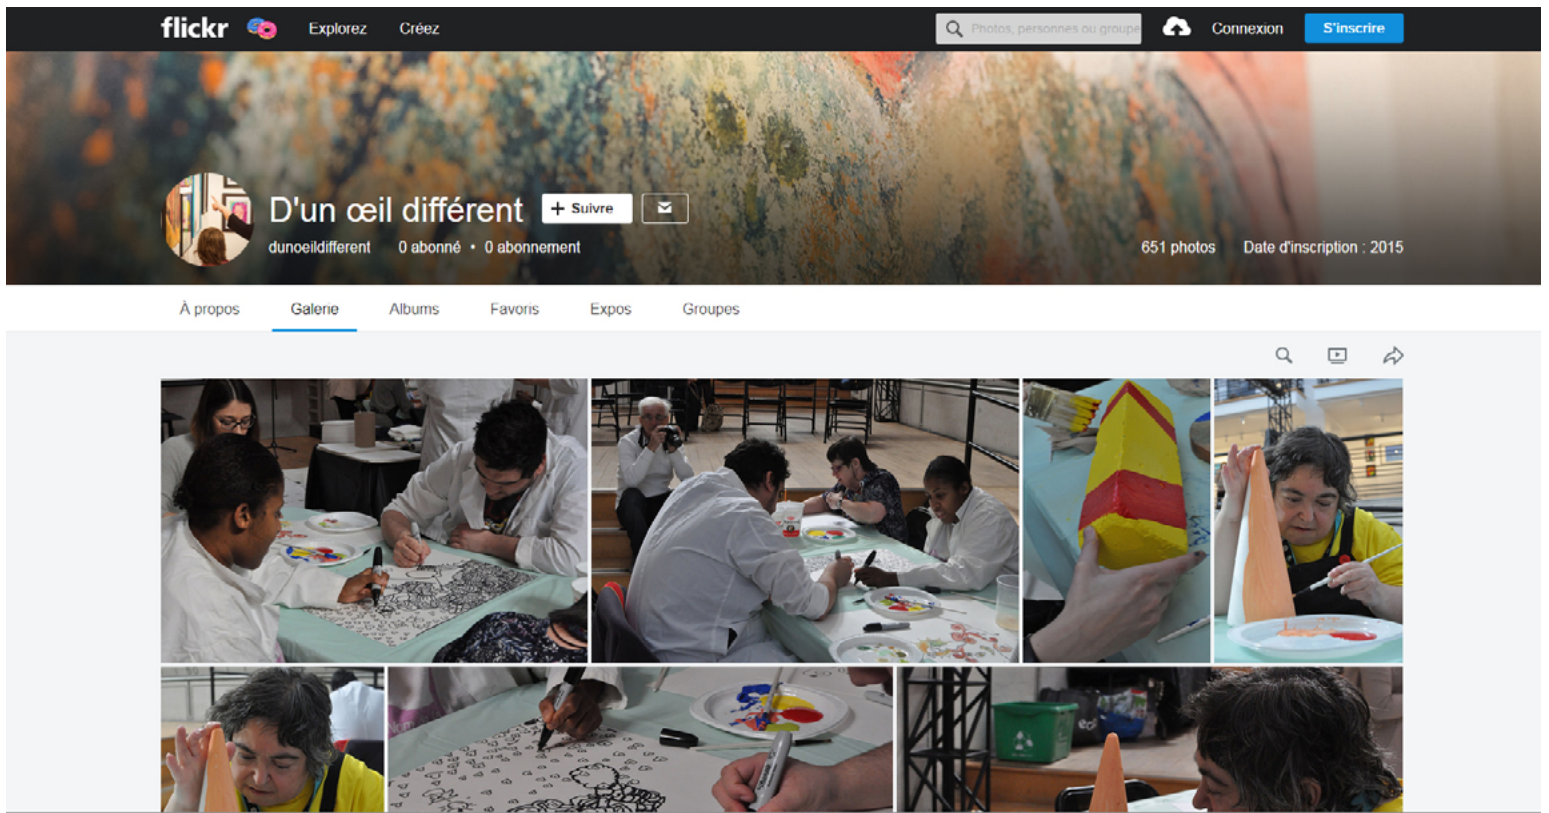 flickr Explorez Créez Photos, personnes ou groupe Connexion S'inscrire
D'un œil différent + Suivre
dunoeildifferent 0 abonné • 0 abonnement 651 photos Date d'inscription : 2015
À propos Galerie Albums Favoris Expos Groupes